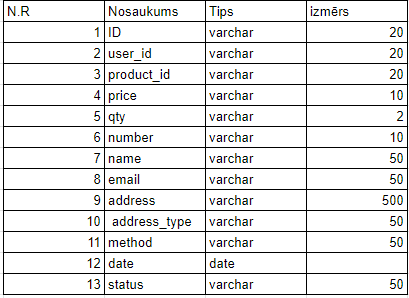 N.R Nosaukums Tips izmērs
1 ID varchar 20
2 user_id varchar 20
3 product_id varchar 20
4 price varchar 10
5 qty varchar 2
6 number varchar 10
7 name varchar 50
8 email varchar 50
9 address varchar 500
10 address_type varchar 50
11 method varchar 50
12 date date
13 status varchar 50